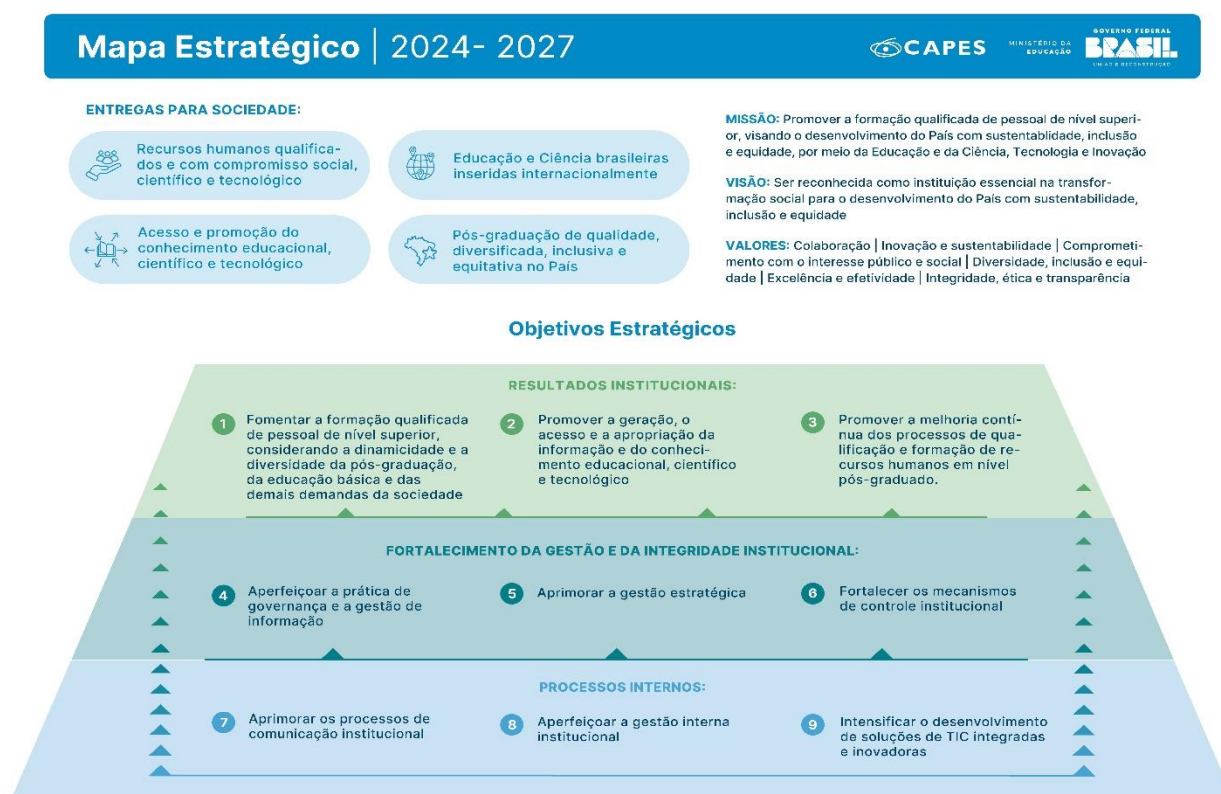 Mapa Estratégico | 2024- 2027
CAPES
MINISTÉRIO DA
EDUCAÇÃO
GOVERNO FEDERAL
BRASIL
UNIÃO E RECONSTRUÇÃO
ENTREGAS PARA SOCIEDADE:
Recursos humanos qualifica-
dos e com compromisso social,
científico e tecnológico
Educação e Ciência brasileiras
inseridas internacionalmente
Acesso e promoção do
conhecimento educacional,
científico e tecnológico
Pós-graduação de qualidade,
diversificada, inclusiva e
equitativa no País
MISSÃO: Promover a formação qualificada de pessoal de nível superi-
or, visando o desenvolvimento do País com sustentablidade, inclusão
e equidade, por meio da Educação e da Ciência, Tecnologia e Inovação
VISÃO: Ser reconhecida como instituição essencial na transfor-
mação social para o desenvolvimento do País com sustentabilidade,
inclusão e equidade
VALORES: Colaboração | Inovação e sustentabilidade | Comprometi-
mento com o interesse público e social | Diversidade, inclusão e equi-
dade | Excelência e efetividade | Integridade, ética e transparência
Objetivos Estratégicos
RESULTADOS INSTITUCIONAIS:
1
Fomentar a formação qualificada
de pessoal de nível superior,
considerando a dinamicidade e a
diversidade da pós-graduação,
da educação básica e das
demais demandas da sociedade
2
Promover a geração, o
acesso e a apropriação da
informação e do conheci-
mento educacional, científico
e tecnológico
3
Promover a melhoria contí-
nua dos processos de qua-
lificação e formação de re-
cursos humanos em nível
pós-graduado.
FORTALECIMENTO DA GESTÃO E DA INTEGRIDADE INSTITUCIONAL:
4
Aperfeiçoar a prática de
governança e a gestão de
informação
5
Aprimorar a gestão estratégica
6
Fortalecer os mecanismos
de controle institucional
PROCESSOS INTERNOS:
7
Aprimorar os processos de
comunicação institucional
8
Aperfeiçoar a gestão interna
institucional
9
Intensificar o desenvolvimento
de soluções de TIC integradas
e inovadoras